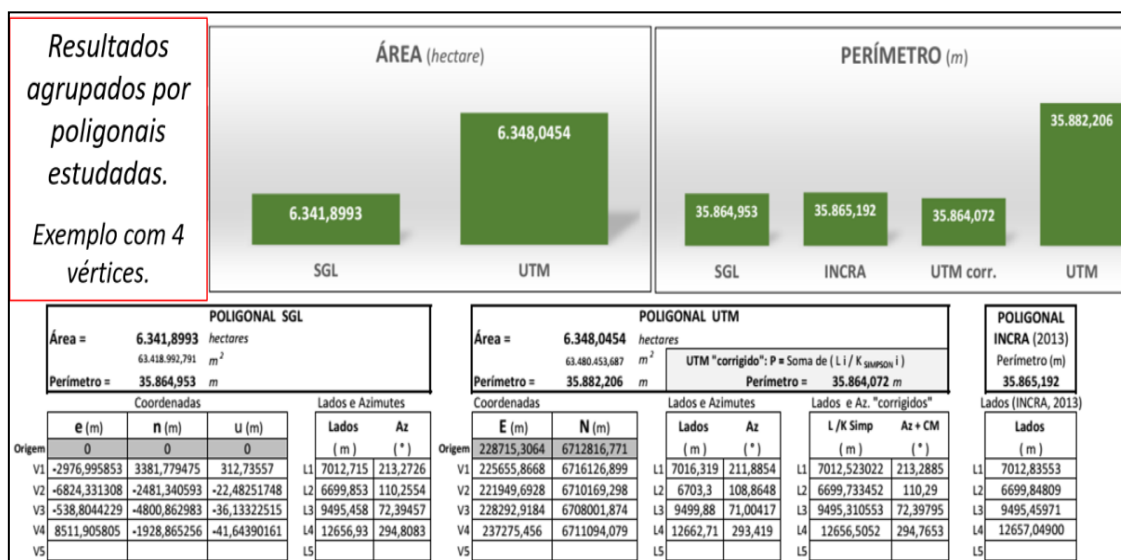 Resultados
agrupados por
poligonais
estudadas.
Exemplo com 4
vértices.
ÁREA (hectare)
6.341,8993
6.348,0454
SGL
UTM
PERÍMETRO (m)
35.864,953
35.865,192
35.864,072
35.882,206
SGL
INCRA
UTM corr.
UTM
POLIGONAL SGL
Área = 6.341,8993 hectares
63.418.992,791 m²
Perímetro = 35.864,953 m
Coordenadas
Lados e Azimutes
e (m) n (m) u (m) Lados Az
Origem 0 0 0 ( m ) ( ° )
V1 -2976,995853 3381,779475 312,73557 L1 7012,715 213,2726
V2 -6824,331308 -2481,340593 -22,48251748 L2 6699,853 110,2554
V3 -538,8044229 -4800,862983 -36,13322515 L3 9495,458 72,39457
V4 8511,905805 -1928,865256 -41,64390161 L4 12656,93 294,8083
V5 L5
POLIGONAL UTM
Área = 6.348,0454 hectares
63.480.453,687 m²
Perímetro = 35.882,206 m
UTM "corrigido": P = Soma de ( L i / K SIMPSON i )
Perímetro = 35.864,072 m
Coordenadas
Lados e Azimutes
Lados e Az. "corrigidos"
E (m) N (m) Lados Az L /K Simp Az + CM
Origem 228715,3064 6712816,771 ( m ) ( ° ) ( m ) ( ° )
V1 225655,8668 6716126,899 L1 7016,319 211,8854 L1 7012,523022 213,2885
V2 221949,6928 6710169,298 L2 6703,3 108,8648 L2 6699,733452 110,29
V3 228292,9184 6708001,874 L3 9499,88 71,00417 L3 9495,310553 72,39795
V4 237275,456 6711094,079 L4 12662,71 293,419 L4 12656,5052 294,7653
V5 L5 L5
POLIGONAL
INCRA (2013)
Perímetro (m)
35.865,192
Lados (INCRA, 2013)
Lados
( m )
L1 7012,83553
L2 6699,84809
L3 9495,45971
L4 12657,04900
L5